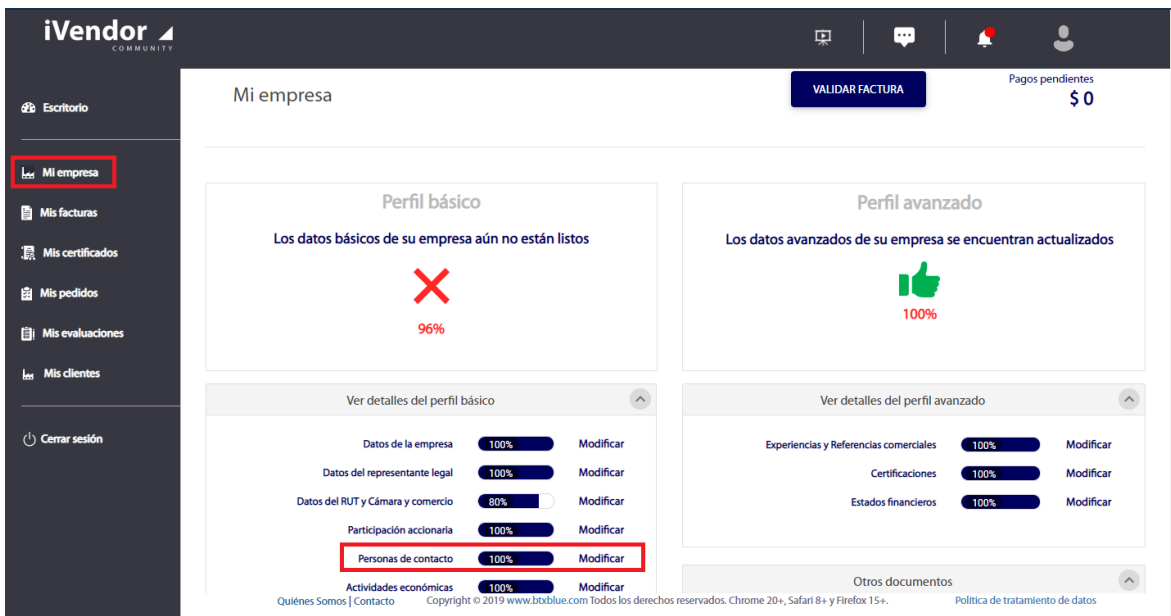 iVendor
COMMUNITY
Escritorio
Mi empresa
Mis facturas
Mis certificados
Mis pedidos
Mis evaluaciones
Mis clientes
Cerrar sesión
Mi empresa
VALIDAR FACTURA
Pagos pendientes
$ 0
Perfil básico
Los datos básicos de su empresa aún no están listos
96%
Perfil avanzado
Los datos avanzados de su empresa se encuentran actualizados
100%
Ver detalles del perfil básico
Datos de la empresa 100% Modificar
Datos del representante legal 100% Modificar
Datos del RUT y Cámara y comercio 80% Modificar
Participación accionaria 100% Modificar
Personas de contacto 100% Modificar
Actividades económicas 100% Modificar
Ver detalles del perfil avanzado
Experiencias y Referencias comerciales 100% Modificar
Certificaciones 100% Modificar
Estados financieros 100% Modificar
Otros documentos
Quiénes Somos | Contacto Copyright © 2019 www.btxblue.com Todos los derechos reservados. Chrome 20+, Safari 8+ y Firefox 15+. Política de tratamiento de datos